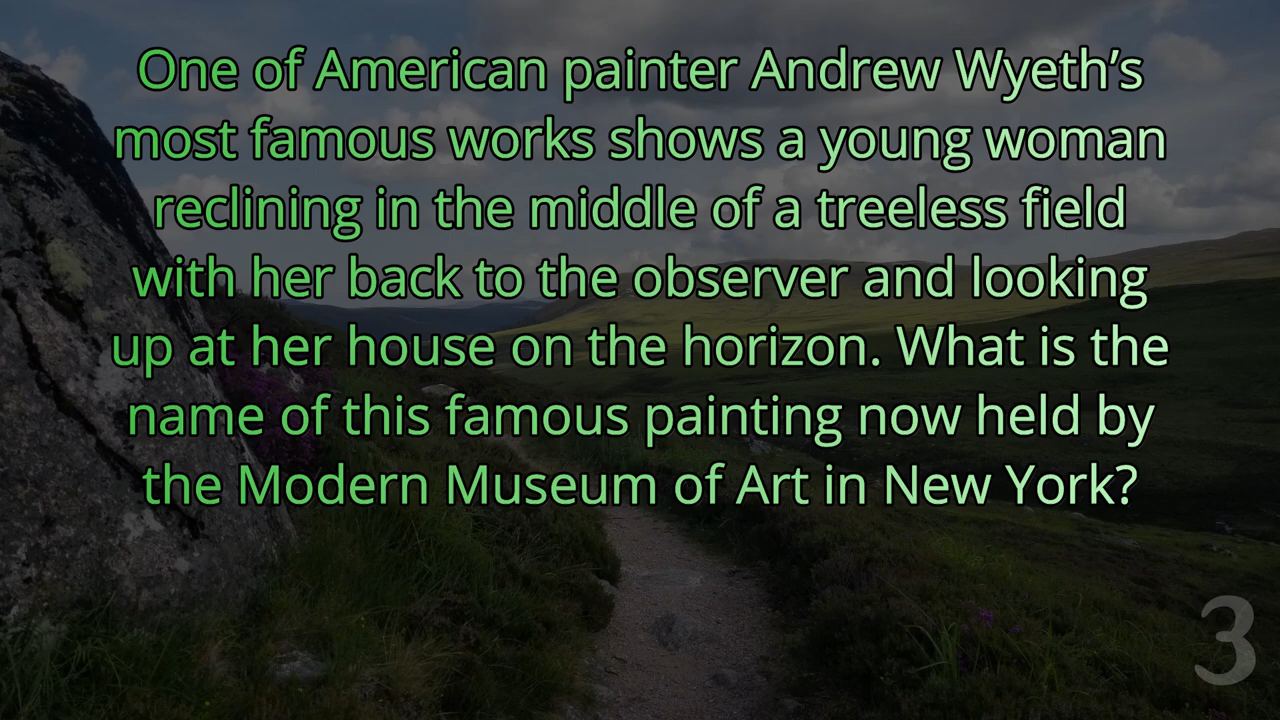 One of American painter Andrew Wyeth’s
most famous works shows a young woman
reclining in the middle of a treeless field
with her back to the observer and looking
up at her house on the horizon. What is the
name of this famous painting now held by
the Modern Museum of Art in New York?
3